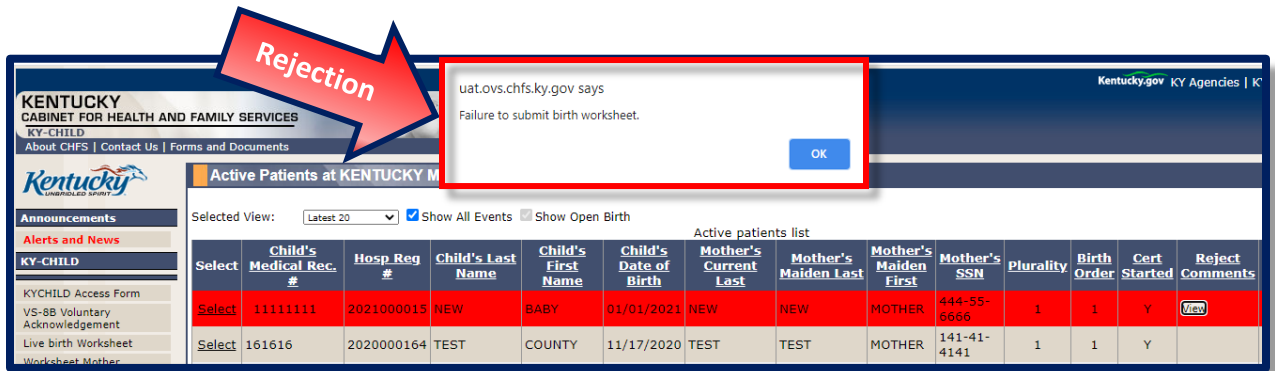 Rejection
Kentucky.gov KY Agencies | K
KENTUCKY
CABINET FOR HEALTH AND FAMILY SERVICES
KY-CHILD
About CHFS | Contact Us | Forms and Documents
uat.ovs.chfs.ky.gov says
Failure to submit birth worksheet.
OK
Kentucky
UNBRIDLED SPIRIT
Announcements
Alerts and News
KY-CHILD
KYCHILD Access Form
VS-8B Voluntary
Acknowledgement
Live birth Worksheet
Worksheet Mother
Active Patients at KENTUCKY M
Selected View: Latest 20 Show All Events Show Open Birth
Active patients list
Select Child's Medical Rec. # Hosp Reg # Child's Last Name Child's First Name Child's Date of Birth Mother's Current Last Mother's Maiden Last Mother's Maiden First Mother's SSN Plurality Birth Order Cert Started Reject Comments
Select 11111111 2021000015 NEW BABY 01/01/2021 NEW NEW MOTHER 444-55-6666 1 1 Y View
Select 161616 2020000164 TEST COUNTY 11/17/2020 TEST TEST MOTHER 141-41-4141 1 1 Y